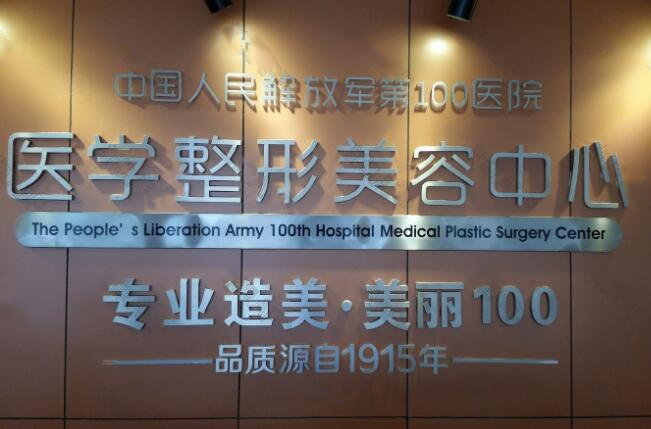 中国人民解放军第100医院
医学整形美容中心
The People’ s Liberation Army 100th Hospital Medical Plastic Surgery Center
专业造美·美丽100
品质源自1915年